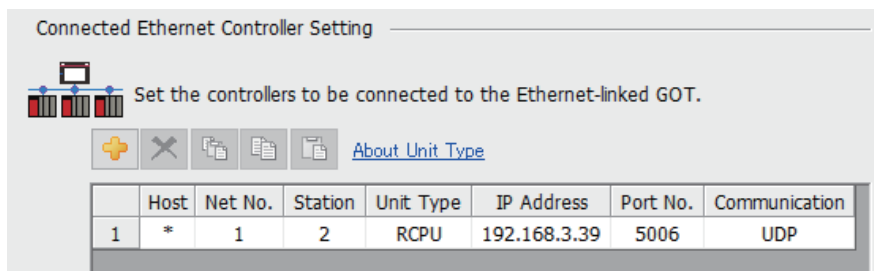 Connected Ethernet Controller Setting
Set the controllers to be connected to the Ethernet-linked GOT.
About Unit Type
Host Net No. Station Unit Type IP Address Port No. Communication
1 * 1 2 RCPU 192.168.3.39 5006 UDP